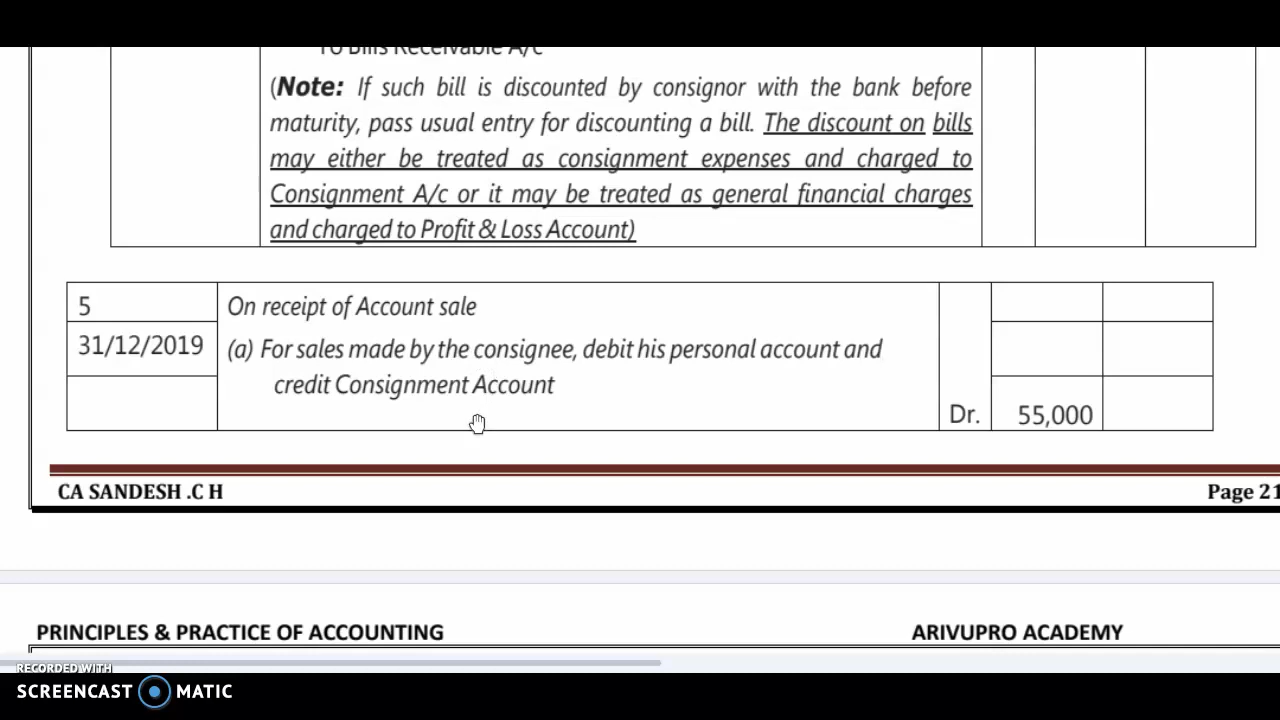 To Bills Receivable A/c
(Note: If such bill is discounted by consignor with the bank before
maturity, pass usual entry for discounting a bill. The discount on bills
may either be treated as consignment expenses and charged to
Consignment A/c or it may be treated as general financial charges
and charged to Profit & Loss Account)
5 On receipt of Account sale
31/12/2019 (a) For sales made by the consignee, debit his personal account and
credit Consignment Account
Dr. 55,000
CA SANDESH .C H Page 21
PRINCIPLES & PRACTICE OF ACCOUNTING ARIVUPRO ACADEMY
RECORDED WITH
SCREENCAST MATIC